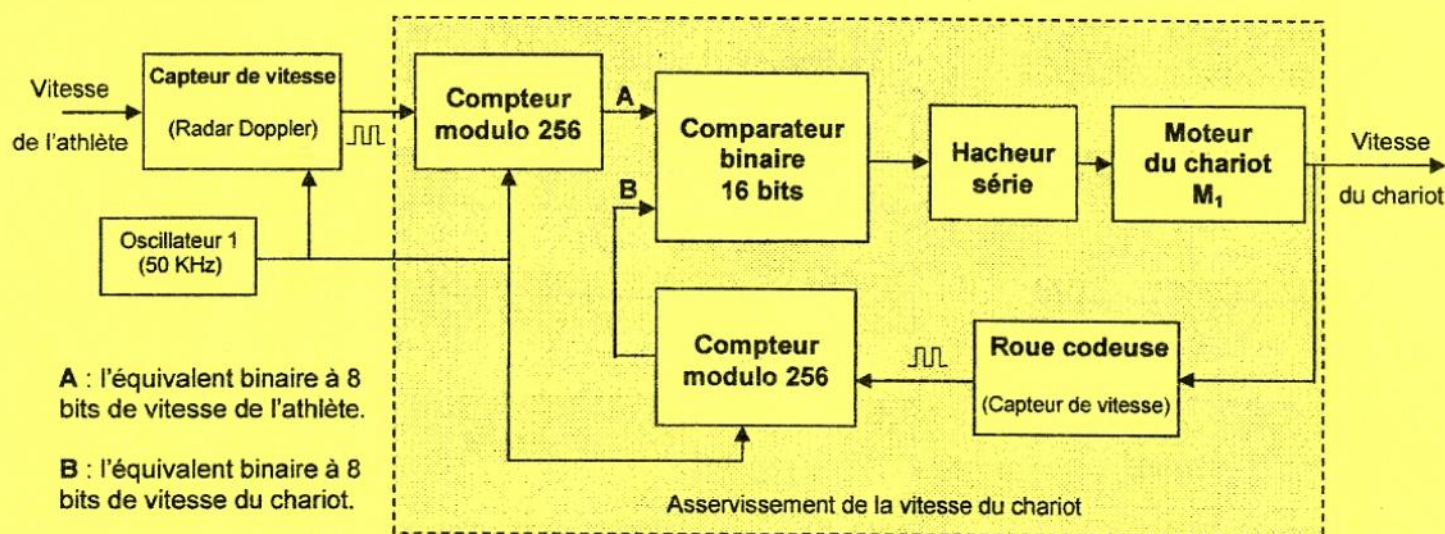 Vitesse
de l'athlète
Capteur de vitesse
(Radar Doppler)
Oscillateur 1
(50 KHz)
Compteur
modulo 256
A
B
Comparateur
binaire
16 bits
Hacheur
série
Moteur
du chariot
M₁
Vitesse
du chariot
Compteur
modulo 256
Roue codeuse
(Capteur de vitesse)
A : l'équivalent binaire à 8
bits de vitesse de l'athlète.
B : l'équivalent binaire à 8
bits de vitesse du chariot.
Asservissement de la vitesse du chariot